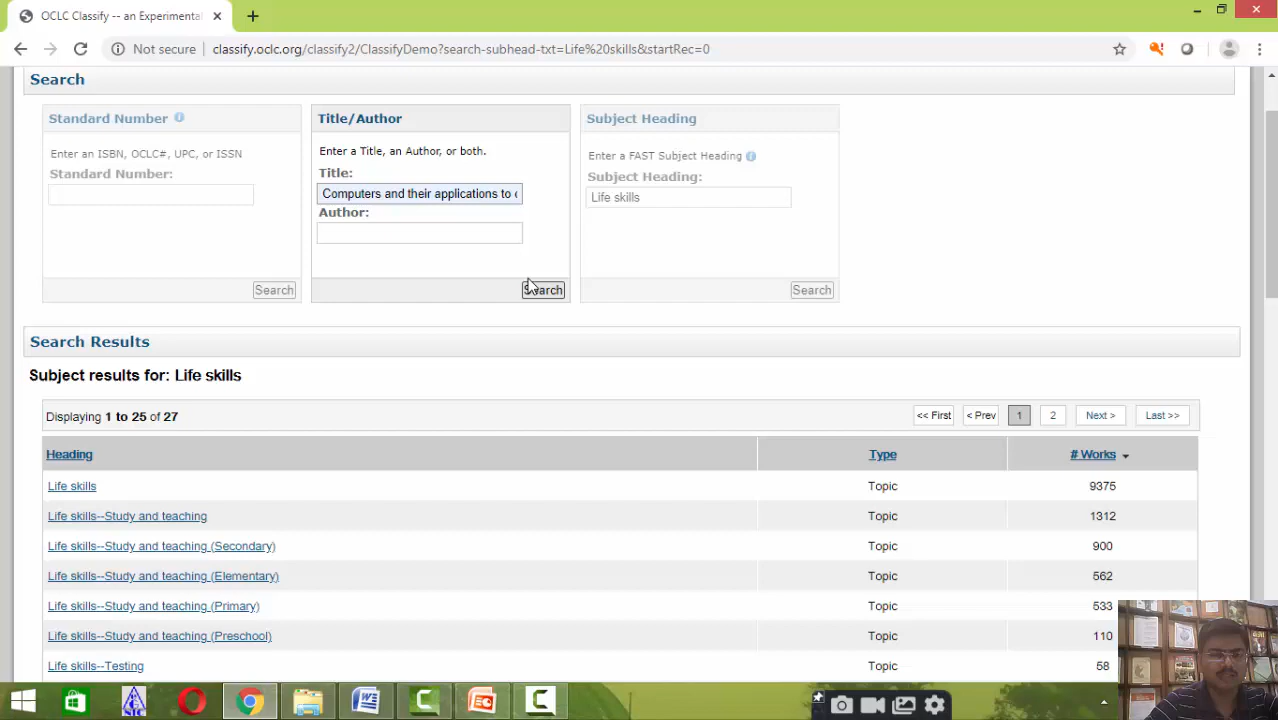 OCLC Classify -- an Experimenta
Not secure
classify.oclc.org/classify2/ClassifyDemo?search-subhead-txt=Life%20skills&startRec=0
Search
Standard Number
Title/Author
Subject Heading
Enter an ISBN, OCLC#, UPC, or ISSN
Enter a Title, an Author, or both.
Enter a FAST Subject Heading
Standard Number:
Title:
Subject Heading:
Computers and their applications to
Life skills
Author:
Search
Search
Search
Search Results
Subject results for: Life skills
Displaying 1 to 25 of 27
<< First
< Prev
1
2
Next >
Last >>
Heading
Type
# Works
Life skills
Topic
9375
Life skills--Study and teaching
Topic
1312
Life skills--Study and teaching (Secondary)
Topic
900
Life skills--Study and teaching (Elementary)
Topic
562
Life skills--Study and teaching (Primary)
Topic
533
Life skills--Study and teaching (Preschool)
Topic
110
Life skills--Testing
Topic
58